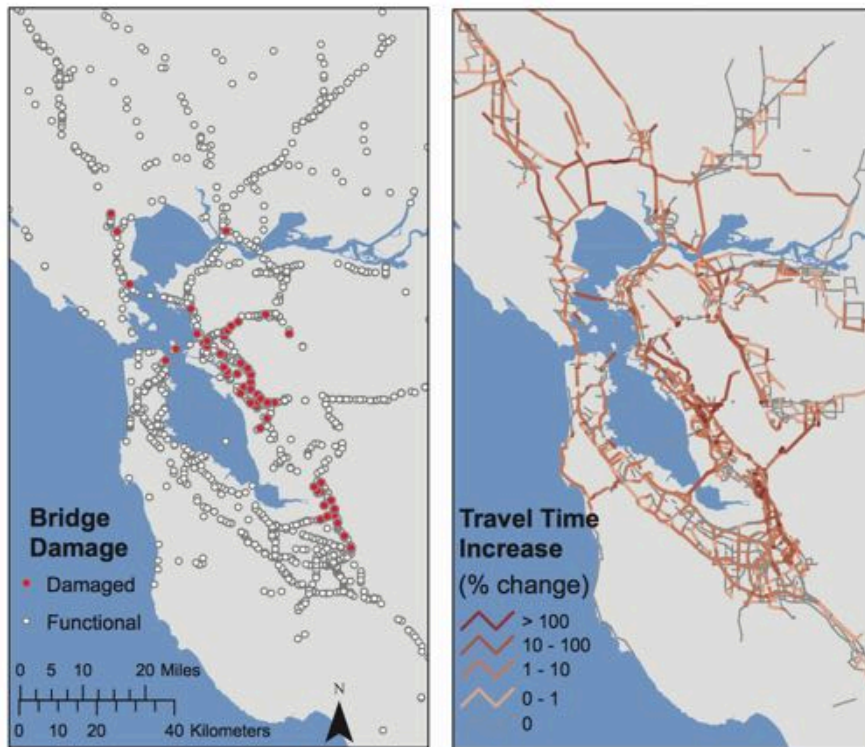 Bridge
Damage
Damaged
Functional
0 5 10 20 Miles
0 10 20 40 Kilometers
N
Travel Time
Increase
(% change)
> 100
10 - 100
1 - 10
0 - 1
0